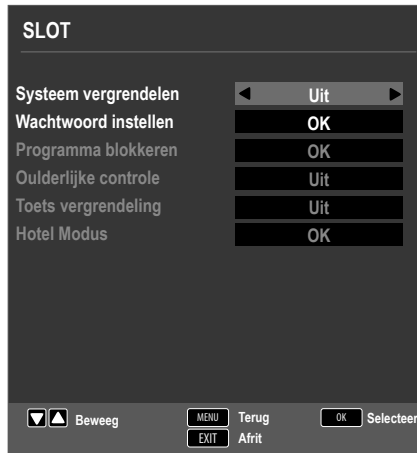 SLOT
Systeem vergrendelen Uit
Wachtwoord instellen OK
Programma blokkeren OK
Oulderlijke controle Uit
Toets vergrendeling Uit
Hotel Modus OK
Beweeg MENU Terug OK Selecteer
EXIT Afrit